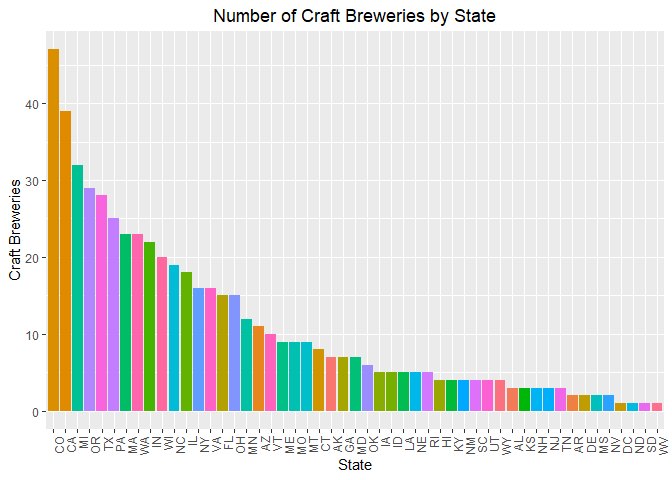 Number of Craft Breweries by State
Craft Breweries
40
30
20
10
0
CO CA MI OR TX PA MA WA IN WI NC IL NY VA FL OH MN AZ VT ME MO MT CT AK GA MD OK IA ID LA NE RI HI KY NM SC UT WY AL KS NH NJ TN AR DE MS NV DC ND SD WV
State